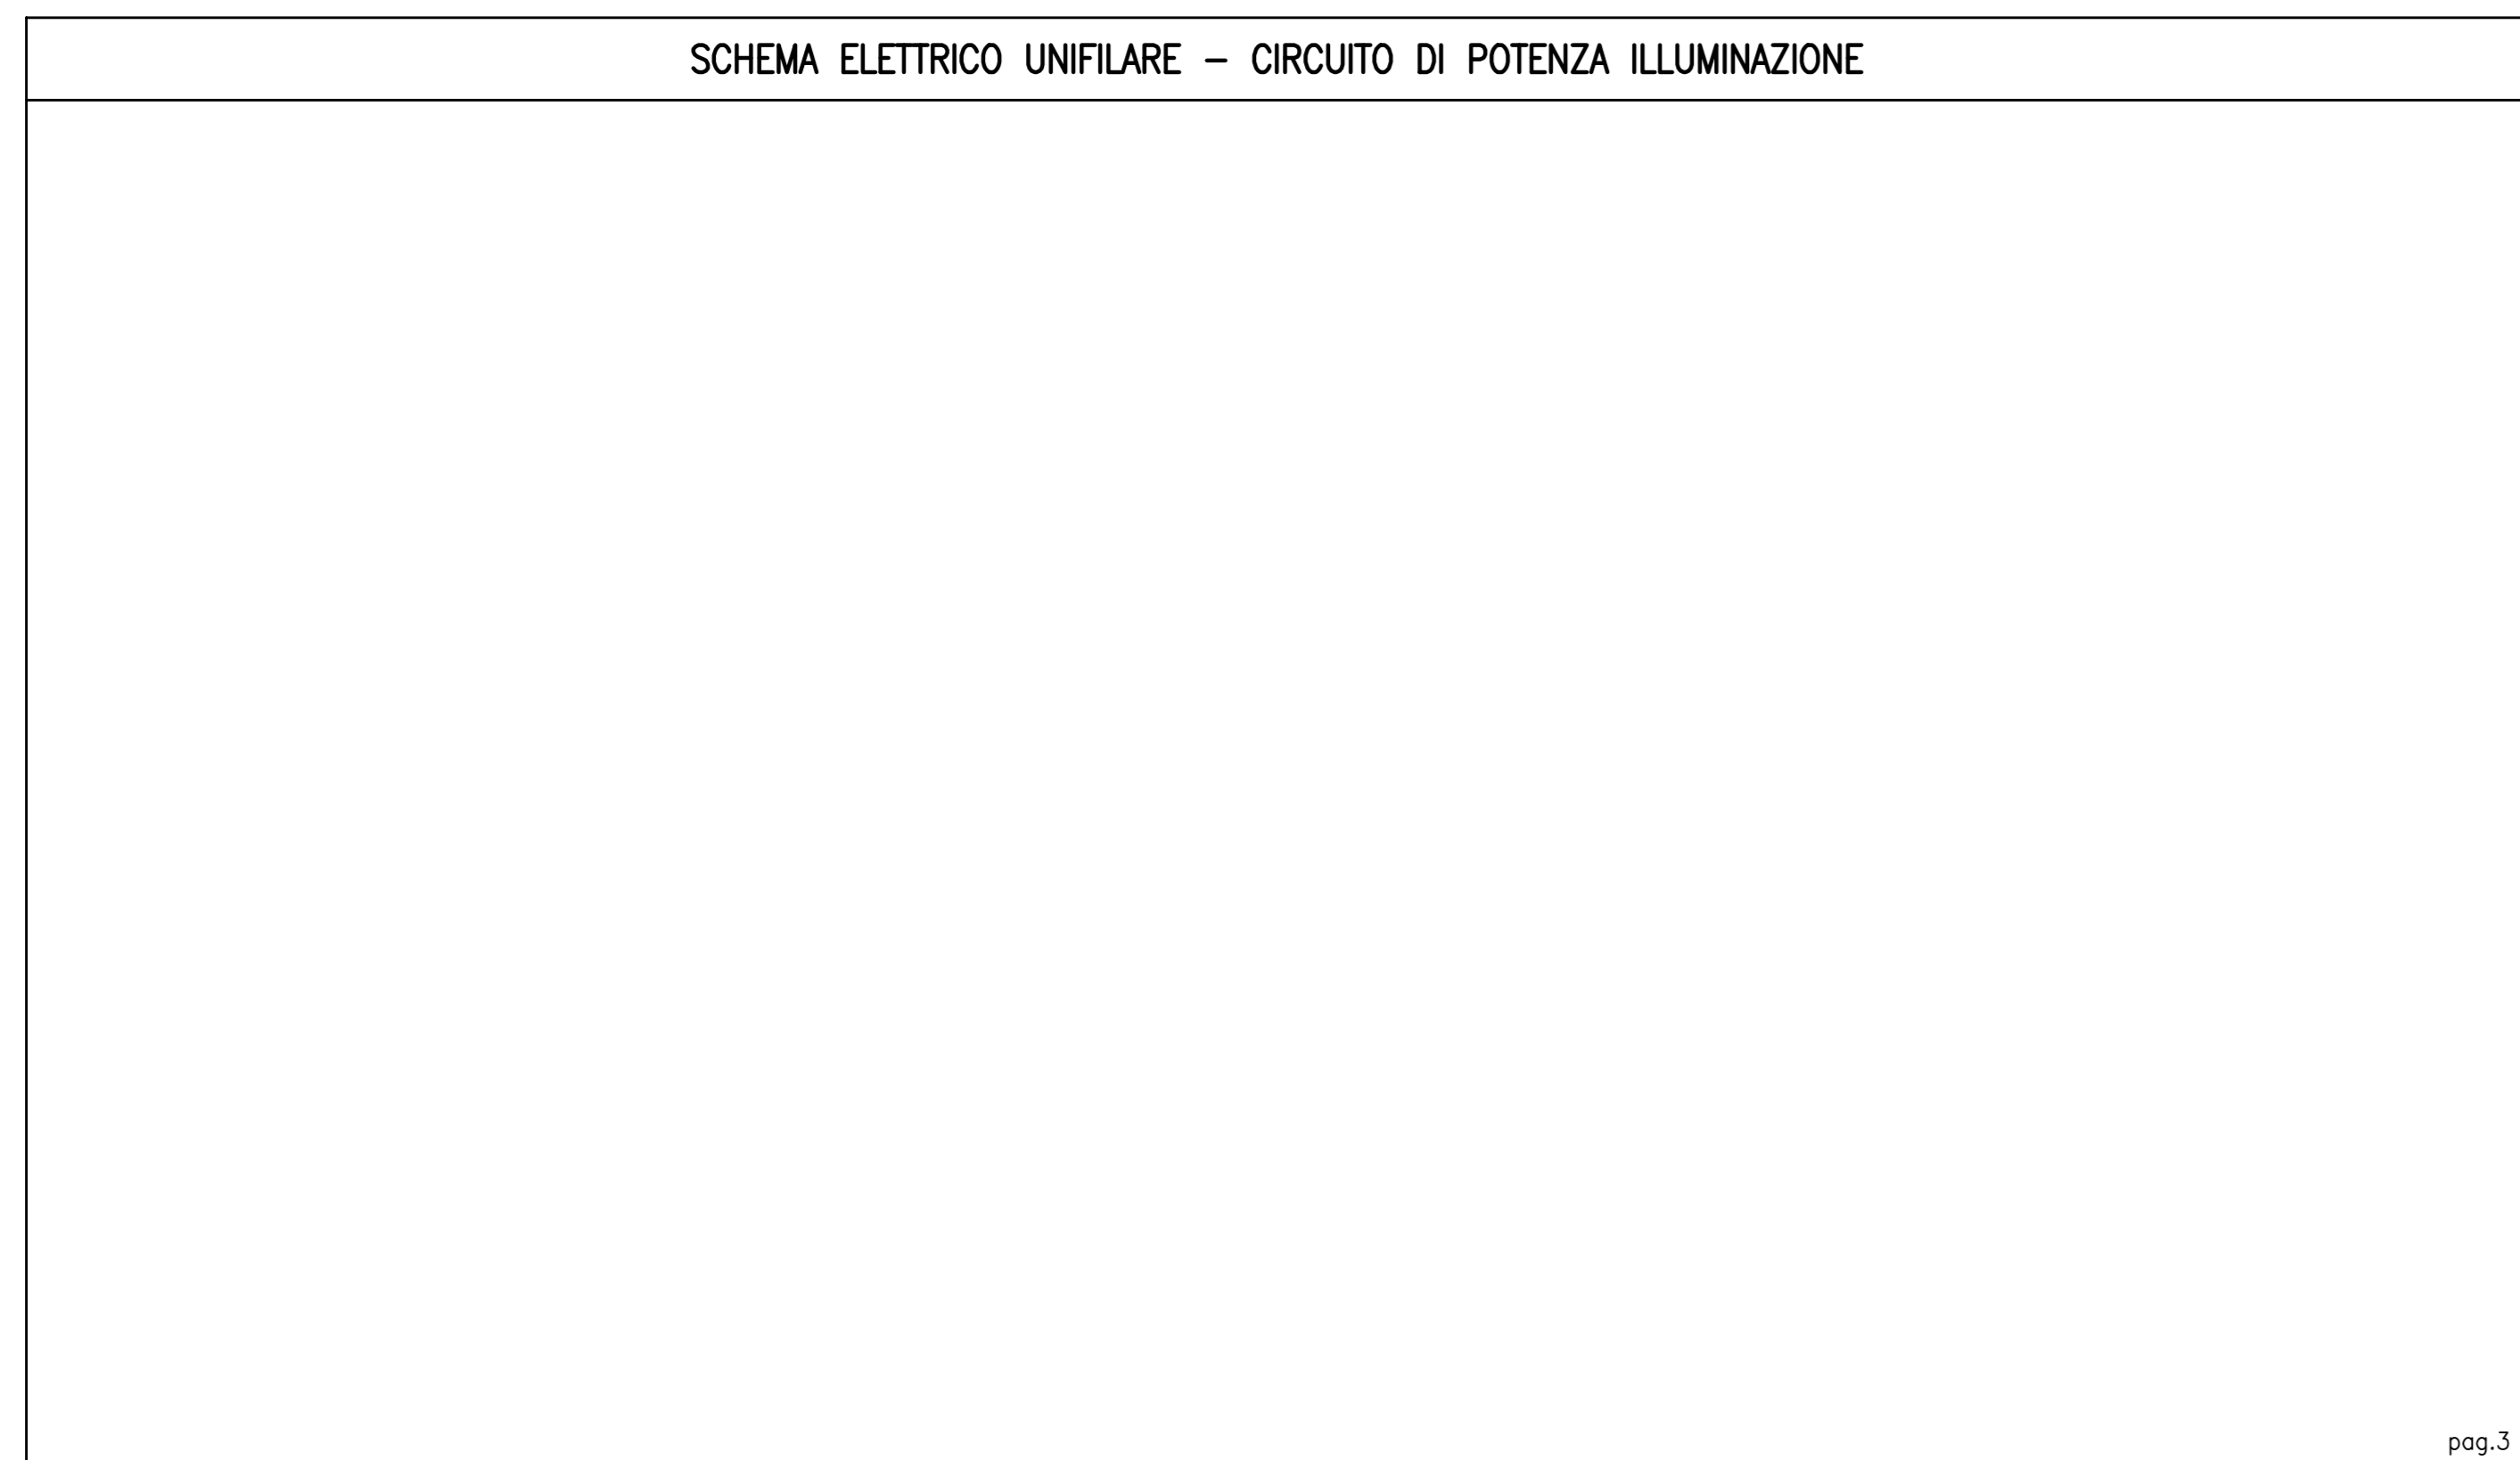 SCHEMA ELETTRICO UNIFILARE – CIRCUITO DI POTENZA ILLUMINAZIONE
pag.3